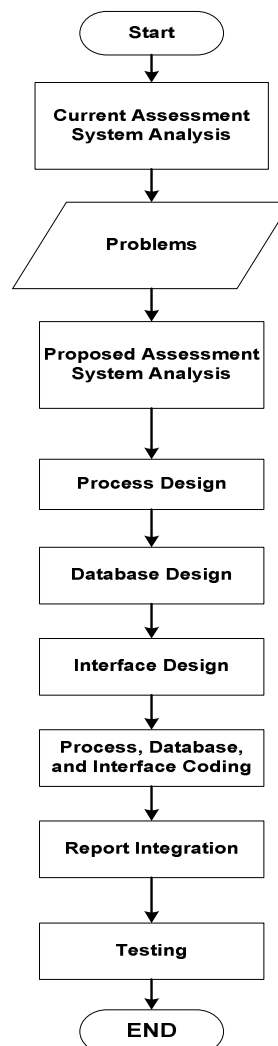 Start
Current Assessment
System Analysis
Problems
Proposed Assessment
System Analysis
Process Design
Database Design
Interface Design
Process, Database,
and Interface Coding
Report Integration
Testing
END